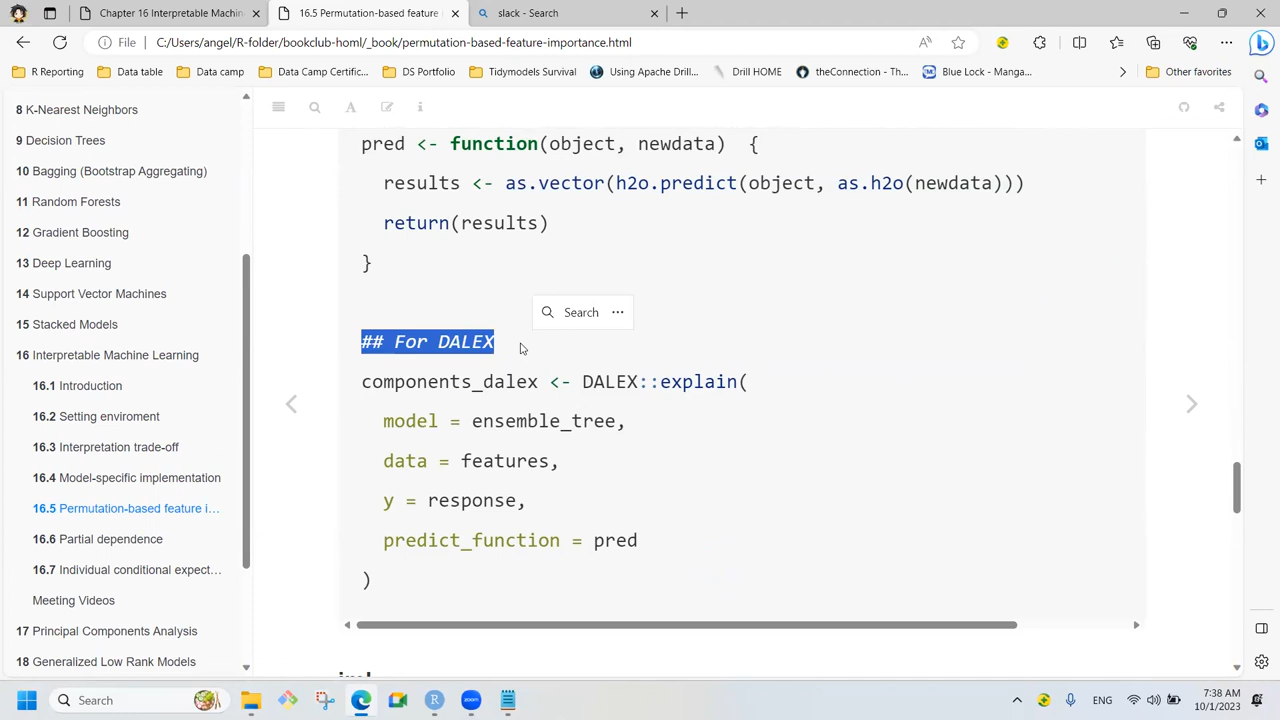 Chapter 16 Interpretable Machin
16.5 Permutation-based feature
slack - Search
File
C:/Users/angel/R-folder/bookclub-homl/_book/permutation-based-feature-importance.html
R Reporting
Data table
Data camp
Data Camp Certific...
DS Portfolio
Tidymodels Survival
Using Apache Drill...
Drill HOME
theConnection - Th...
Blue Lock - Manga...
Other favorites
8 K-Nearest Neighbors
9 Decision Trees
10 Bagging (Bootstrap Aggregating)
11 Random Forests
12 Gradient Boosting
13 Deep Learning
14 Support Vector Machines
15 Stacked Models
16 Interpretable Machine Learning
16.1 Introduction
16.2 Setting enviroment
16.3 Interpretation trade-off
16.4 Model-specific implementation
16.5 Permutation-based feature i...
16.6 Partial dependence
16.7 Individual conditional expect...
Meeting Videos
17 Principal Components Analysis
18 Generalized Low Rank Models
pred <- function(object, newdata) {
results <- as.vector(h2o.predict(object, as.h2o(newdata)))
return(results)
}
Search
## For DALEX
components_dalex <- DALEX::explain(
model = ensemble_tree,
data = features,
y = response,
predict_function = pred
)
Search
ENG
7:38 AM
10/1/2023